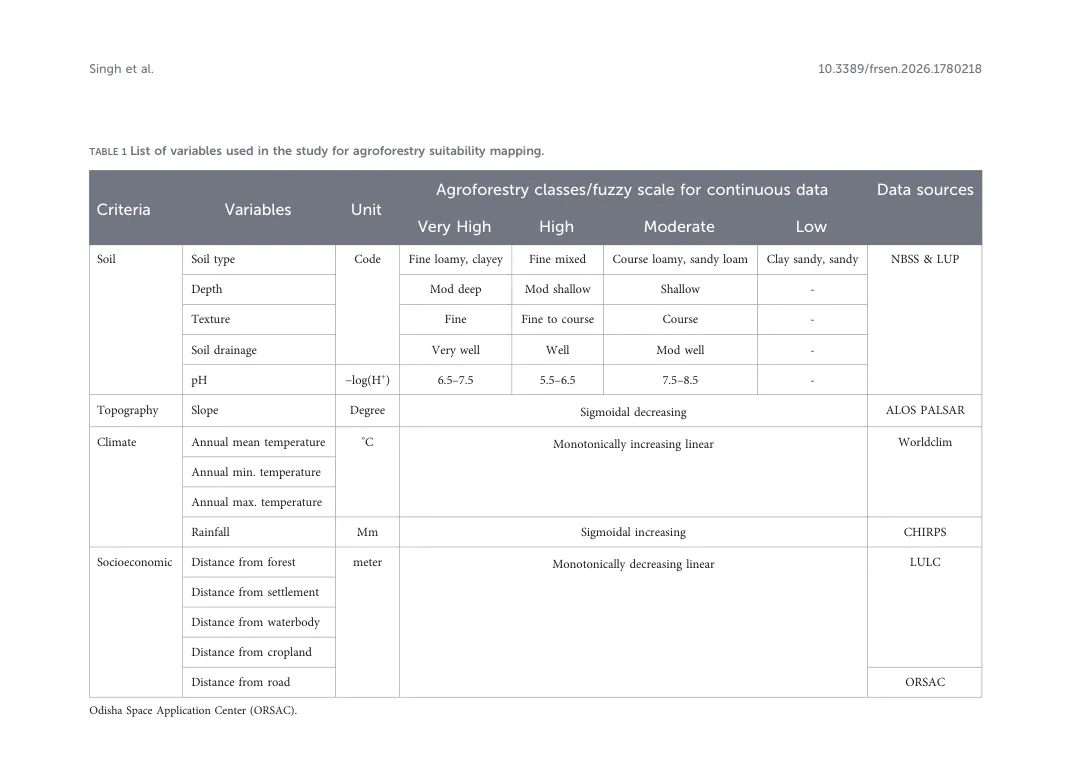 Singh et al. 10.3389/frsen.2026.1780218
TABLE 1 List of variables used in the study for agroforestry suitability mapping.
Criteria Variables Unit Agroforestry classes/fuzzy scale for continuous data Data sources
Very High High Moderate Low
Soil Soil type Code Fine loamy, clayey Fine mixed Course loamy, sandy loam Clay sandy, sandy NBSS & LUP
Depth Mod deep Mod shallow Shallow -
Texture Fine Fine to course Course -
Soil drainage Very well Well Mod well -
pH −log(H⁺) 6.5–7.5 5.5–6.5 7.5–8.5 -
Topography Slope Degree Sigmoidal decreasing ALOS PALSAR
Climate Annual mean temperature °C Monotonically increasing linear Worldclim
Annual min. temperature
Annual max. temperature
Rainfall Mm Sigmoidal increasing CHIRPS
Socioeconomic Distance from forest meter Monotonically decreasing linear LULC
Distance from settlement
Distance from waterbody
Distance from cropland
Distance from road ORSAC
Odisha Space Application Center (ORSAC).